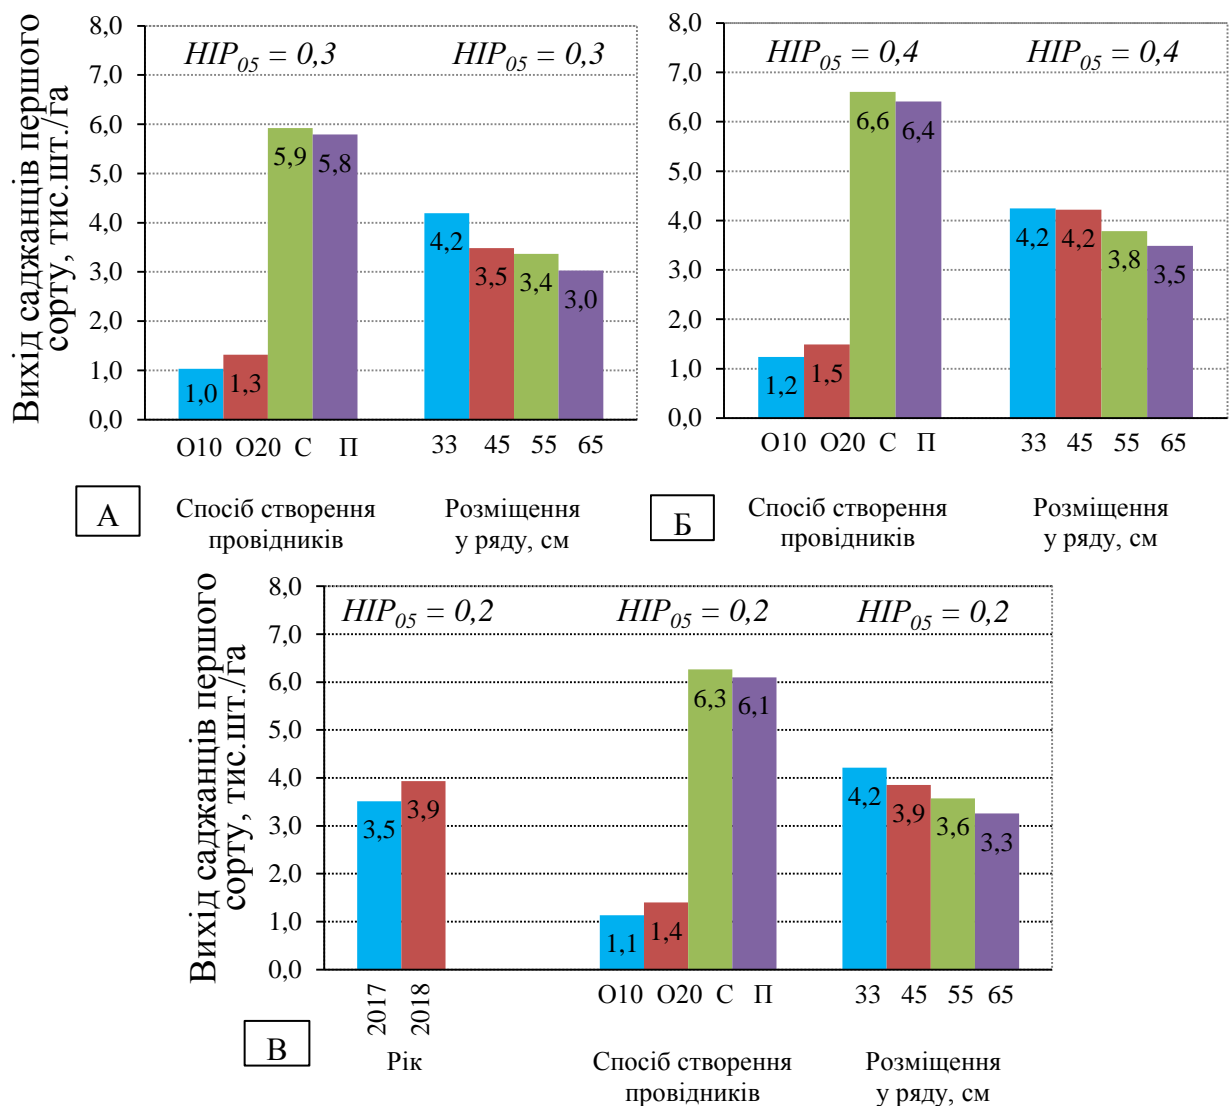 Вихід саджанців першого
сорту, тис.шт./га
8,0
7,0
6,0
5,0
4,0
3,0
2,0
1,0
0,0
НІР05 = 0,3
НІР05 = 0,3
1,0
1,3
5,9
5,8
4,2
3,5
3,4
3,0
О10 О20 С П
33 45 55 65
А
Спосіб створення
провідників
Розміщення
у ряду, см
8,0
7,0
6,0
5,0
4,0
3,0
2,0
1,0
0,0
НІР05 = 0,4
НІР05 = 0,4
1,2
1,5
6,6
6,4
4,2
4,2
3,8
3,5
О10 О20 С П
33 45 55 65
Б
Спосіб створення
провідників
Розміщення
у ряду, см
Вихід саджанців першого
сорту, тис.шт./га
8,0
7,0
6,0
5,0
4,0
3,0
2,0
1,0
0,0
НІР05 = 0,2
НІР05 = 0,2
НІР05 = 0,2
3,5
3,9
1,1
1,4
6,3
6,1
4,2
3,9
3,6
3,3
2017
2018
О10 О20 С П
33 45 55 65
В
Рік
Спосіб створення
провідників
Розміщення
у ряду, см